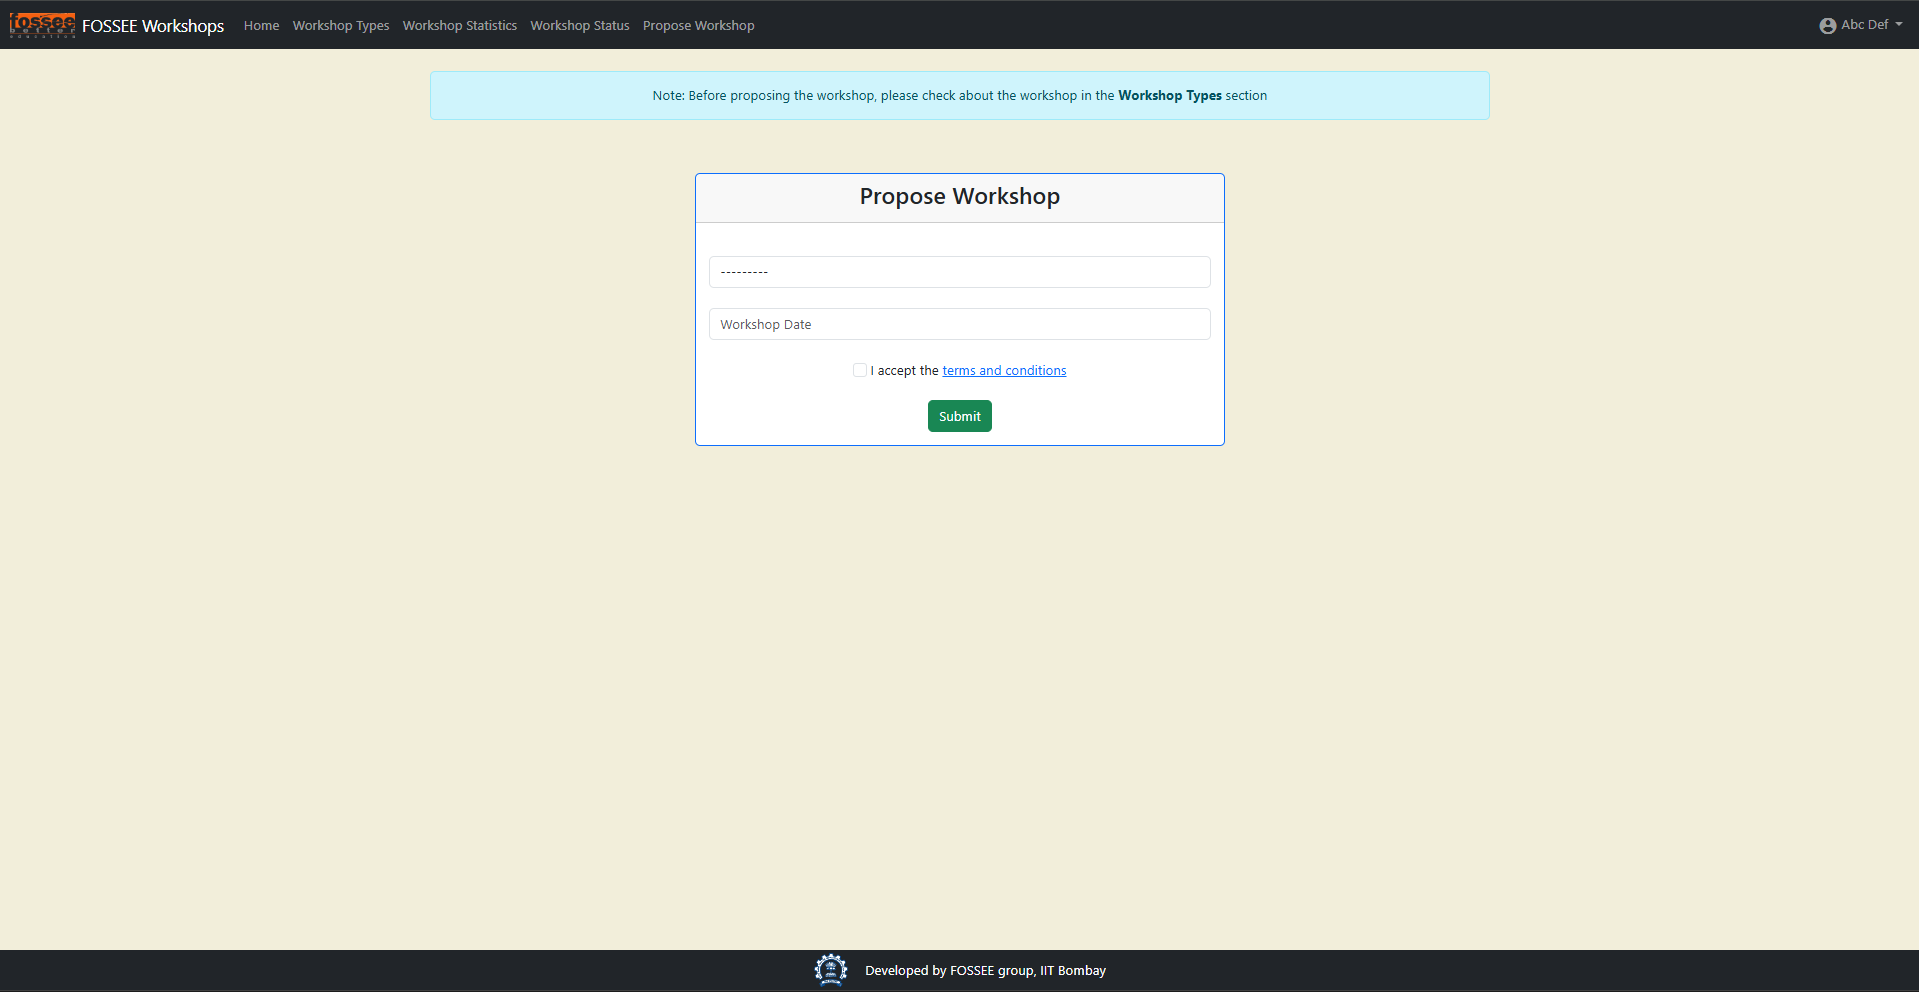 fossee FOSSEE Workshops Home Workshop Types Workshop Statistics Workshop Status Propose Workshop Abc Def
Note: Before proposing the workshop, please check about the workshop in the Workshop Types section
Propose Workshop
---------
Workshop Date
I accept the terms and conditions
Submit
Developed by FOSSEE group, IIT Bombay